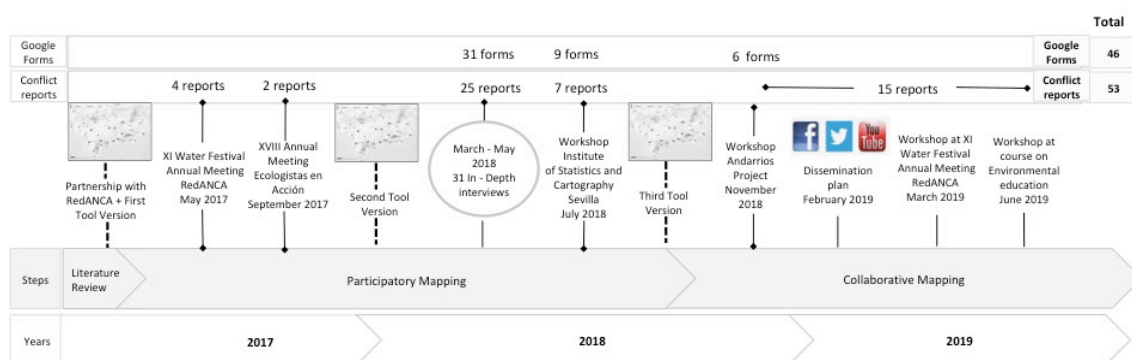 Total
Google
Forms
31 forms
9 forms
6 forms
Google
Forms
46
Conflict
reports
4 reports
2 reports
25 reports
7 reports
15 reports
Conflict
reports
53
Partnership with
RedANCA + First
Tool Version
XI Water Festival
Annual Meeting
RedANCA
May 2017
XVIII Annual
Meeting
Ecologistas en
Acción
September 2017
Second Tool
Version
March - May
2018
31 In - Depth
interviews
Workshop
Institute
of Statistics and
Cartography
Sevilla
July 2018
Third Tool
Version
Workshop
Andarrios
Project
November
2018
f
You
Tube
Dissemination
plan
February 2019
Workshop at XI
Water Festival
Annual Meeting
RedANCA
March 2019
Workshop at
course on
Environmental
education
June 2019
Steps
Literature
Review
Participatory Mapping
Collaborative Mapping
Years
2017
2018
2019